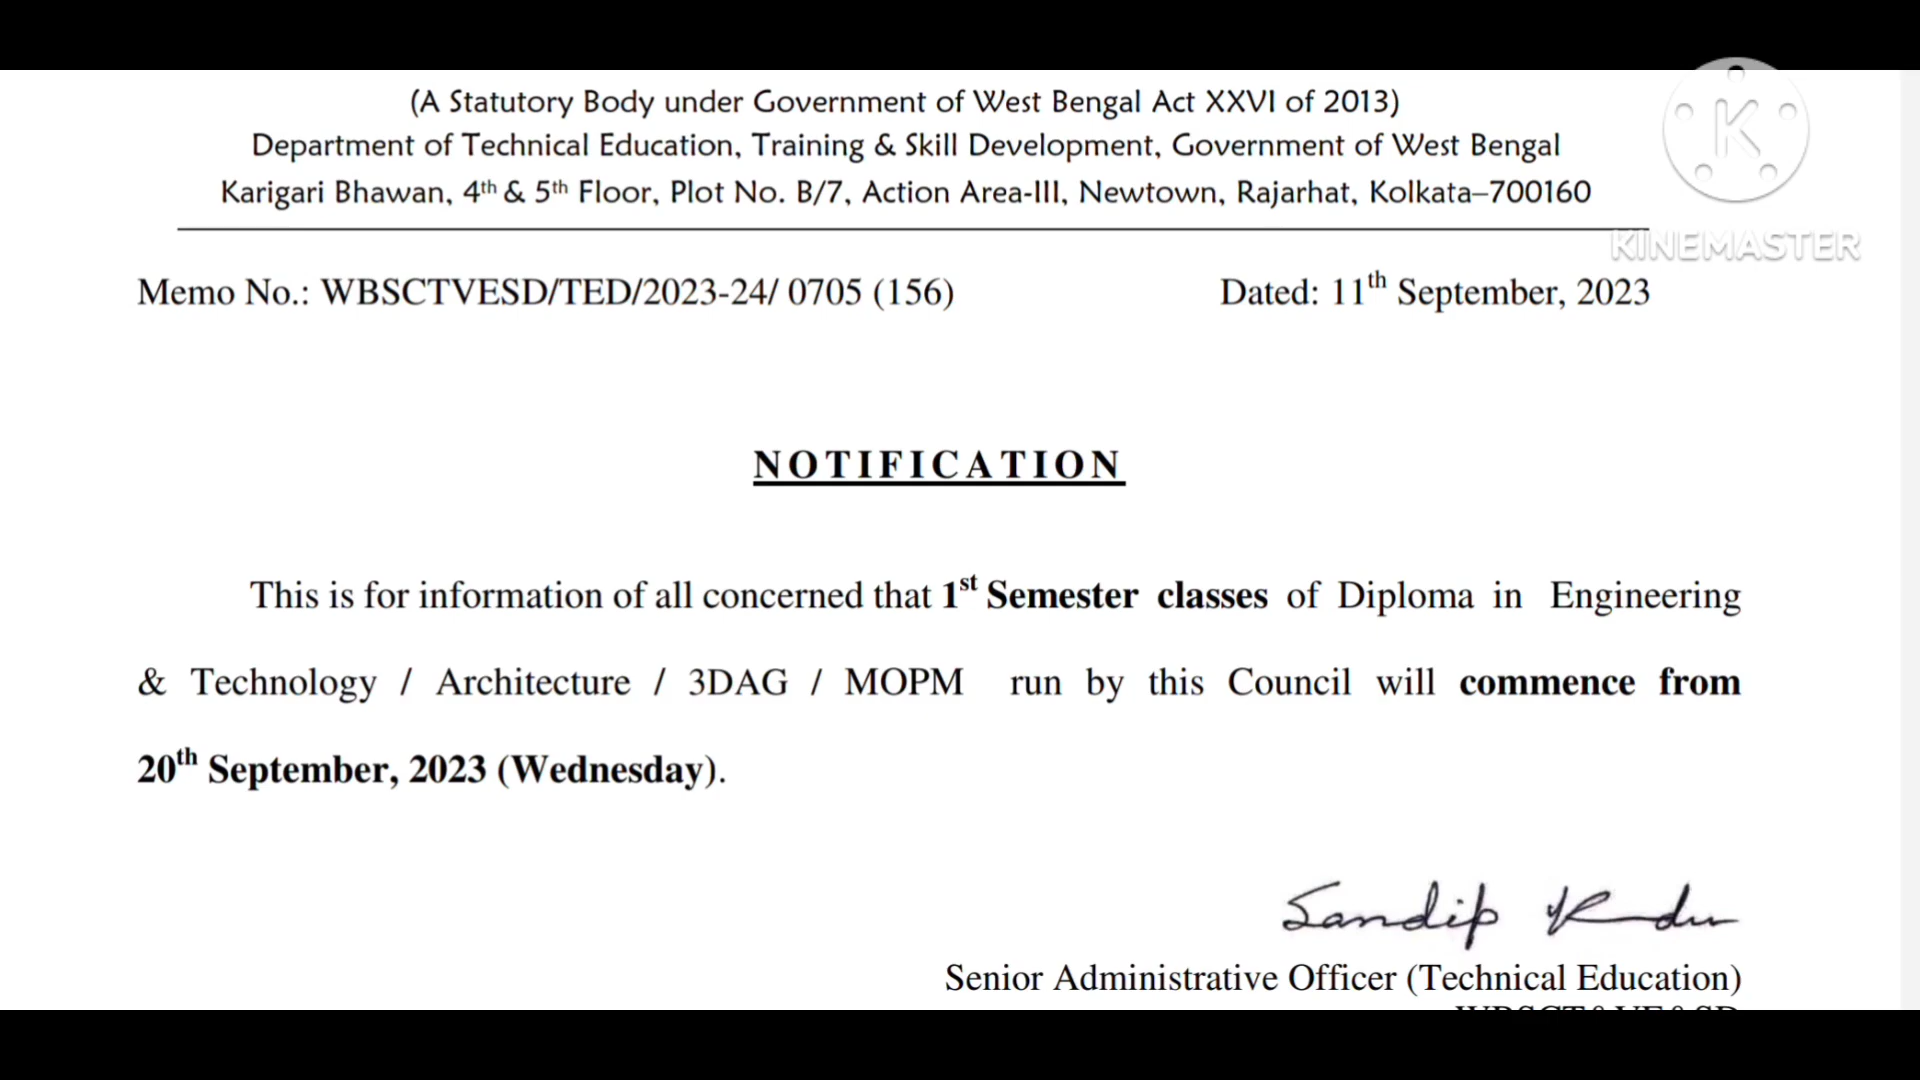 (A Statutory Body under Government of West Bengal Act XXVI of 2013)
Department of Technical Education, Training & Skill Development, Government of West Bengal
Karigari Bhawan, 4th & 5th Floor, Plot No. B/7, Action Area-III, Newtown, Rajarhat, Kolkata–700160
K
KINEMASTER
Memo No.: WBSCTVESD/TED/2023-24/ 0705 (156) Dated: 11th September, 2023
NOTIFICATION
This is for information of all concerned that 1st Semester classes of Diploma in Engineering
& Technology / Architecture / 3DAG / MOPM run by this Council will commence from
20th September, 2023 (Wednesday).
Sandip
Senior Administrative Officer (Technical Education)